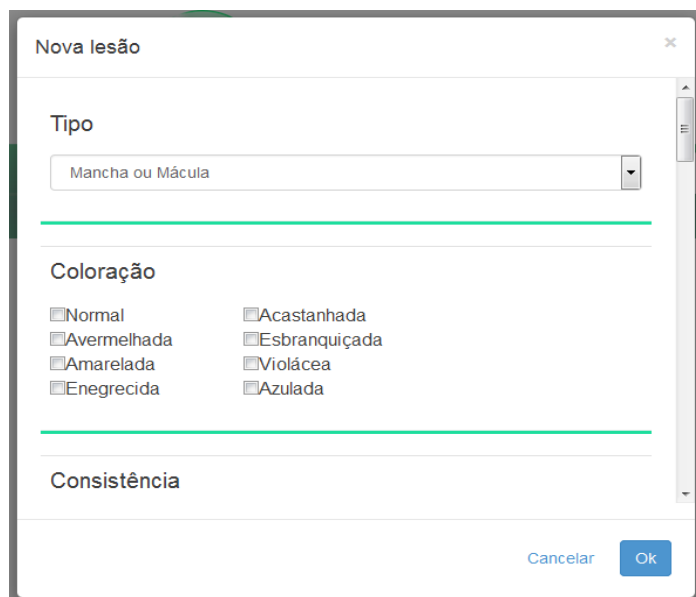 Nova lesão ×
Tipo
Mancha ou Mácula
Coloração
Normal Acastanhada
Avermelhada Esbranquiçada
Amarelada Violácea
Enegrecida Azulada
Consistência
Cancelar Ok